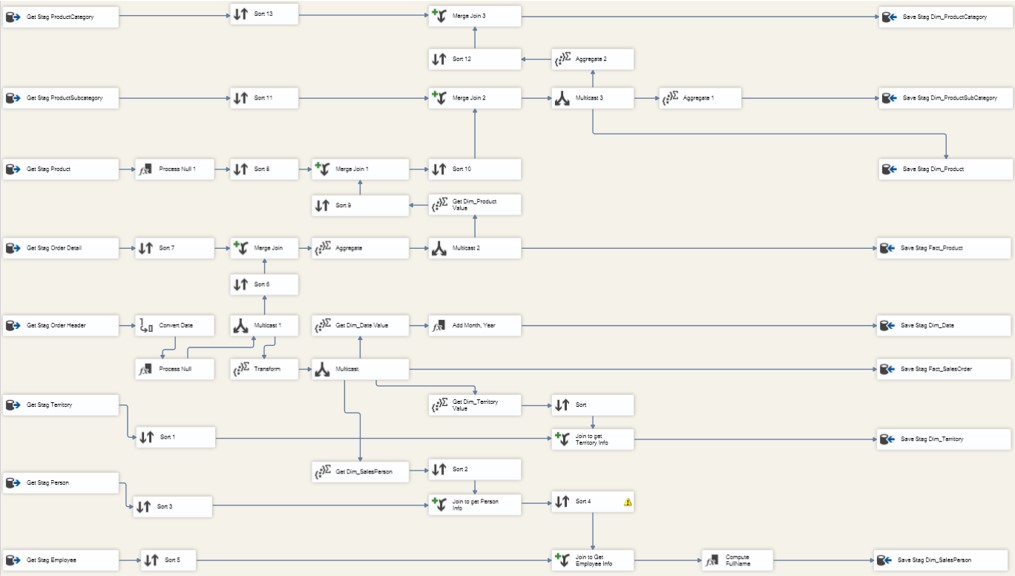 Get Stag ProductCategory
Sort 13
Merge Join 3
Save Stag Dim_ProductCategory
Sort 12
Aggregate 2
Get Stag ProductSubcategory
Sort 11
Merge Join 2
Multicast 3
Aggregate 1
Save Stag Dim_ProductSubCategory
Get Stag Product
Process Null 1
Sort 8
Merge Join 1
Sort 10
Save Stag Dim_Product
Sort 9
Get Dim_Product
Value
Get Stag Order Detail
Sort 7
Merge Join
Aggregate
Multicast 2
Save Stag Fact_Product
Sort 6
Get Stag Order Header
Convert Data
Multicast 1
Get Dim_Date Value
Add Month, Year
Save Stag Dim_Date
Process Null
Transform
Multicast
Save Stag Fact_SalesOrder
Get Stag Territory
Get Dim_Territory
Value
Sort
Sort 1
Join to get
Territory Info
Save Stag Dim_Territory
Get Dim_SalesPerson
Sort 2
Get Stag Person
Sort 3
Join to get Person
Info
Sort 4
Get Stag Employee
Sort 5
Join to Get
Employee Info
Compute
FullName
Save Stag Dim_SalesPerson